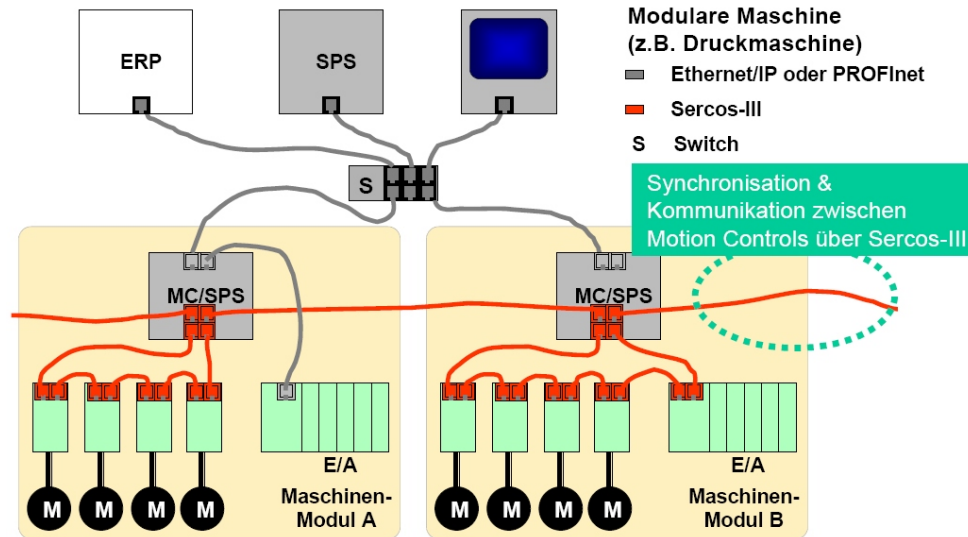 Modulare Maschine
(z.B. Druckmaschine)
Ethernet/IP oder PROFInet
Sercos-III
S Switch
ERP
SPS
S
Synchronisation &
Kommunikation zwischen
Motion Controls über Sercos-III
MC/SPS
MC/SPS
E/A
E/A
M M M M
Maschinen-
Modul A
M M M M
Maschinen-
Modul B